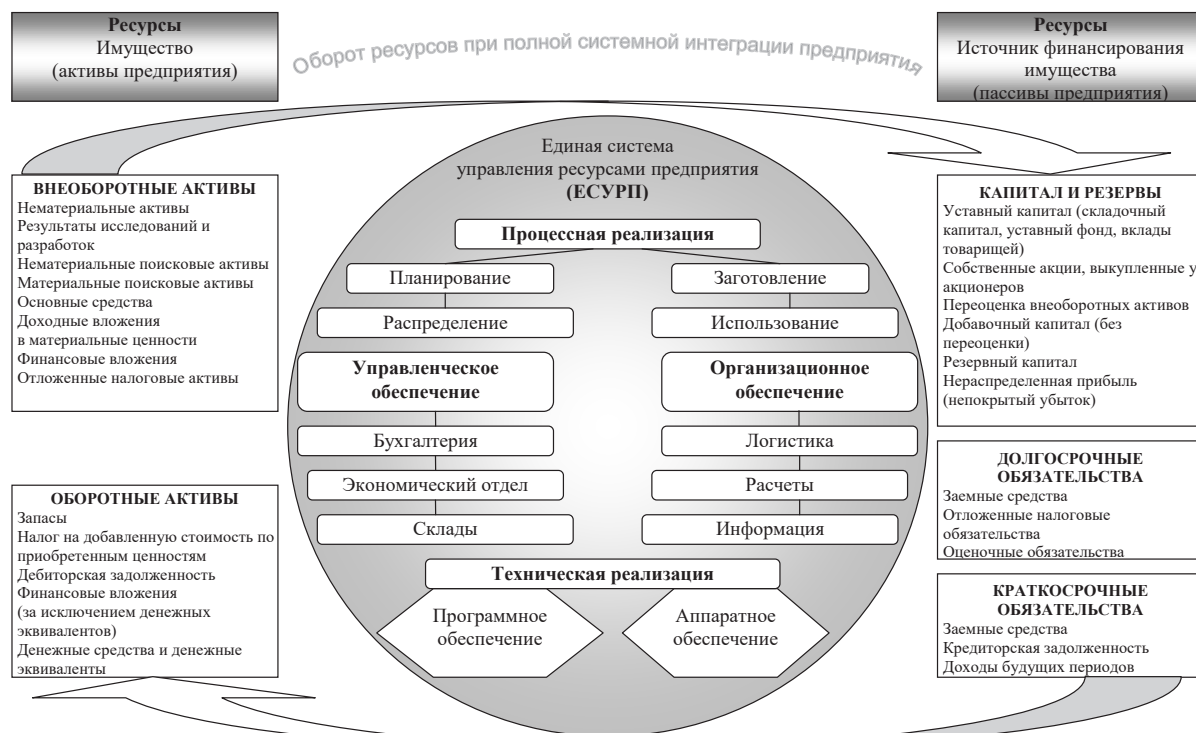 Ресурсы
Имущество
(активы предприятия)
Оборот ресурсов при полной системной интеграции предприятия
Ресурсы
Источник финансирования
имущества
(пассивы предприятия)
ВНЕОБОРОТНЫЕ АКТИВЫ
Нематериальные активы
Результаты исследований и
разработок
Нематериальные поисковые активы
Материальные поисковые активы
Основные средства
Доходные вложения
в материальные ценности
Финансовые вложения
Отложенные налоговые активы
ОБОРОТНЫЕ АКТИВЫ
Запасы
Налог на добавленную стоимость по
приобретенным ценностям
Дебиторская задолженность
Финансовые вложения
(за исключением денежных
эквивалентов)
Денежные средства и денежные
эквиваленты
Единая система
управления ресурсами предприятия
(ЕСУРП)
Процессная реализация
Планирование
Заготовление
Распределение
Использование
Управленческое
обеспечение
Организационное
обеспечение
Бухгалтерия
Логистика
Экономический отдел
Расчеты
Склады
Информация
Техническая реализация
Программное
обеспечение
Аппаратное
обеспечение
КАПИТАЛ И РЕЗЕРВЫ
Уставный капитал (складочный
капитал, уставный фонд, вклады
товарищей)
Собственные акции, выкупленные у
акционеров
Переоценка внеоборотных активов
Добавочный капитал (без
переоценки)
Резервный капитал
Нераспределенная прибыль
(непокрытый убыток)
ДОЛГОСРОЧНЫЕ
ОБЯЗАТЕЛЬСТВА
Заемные средства
Отложенные налоговые
обязательства
Оценочные обязательства
КРАТКОСРОЧНЫЕ
ОБЯЗАТЕЛЬСТВА
Заемные средства
Кредиторская задолженность
Доходы будущих периодов